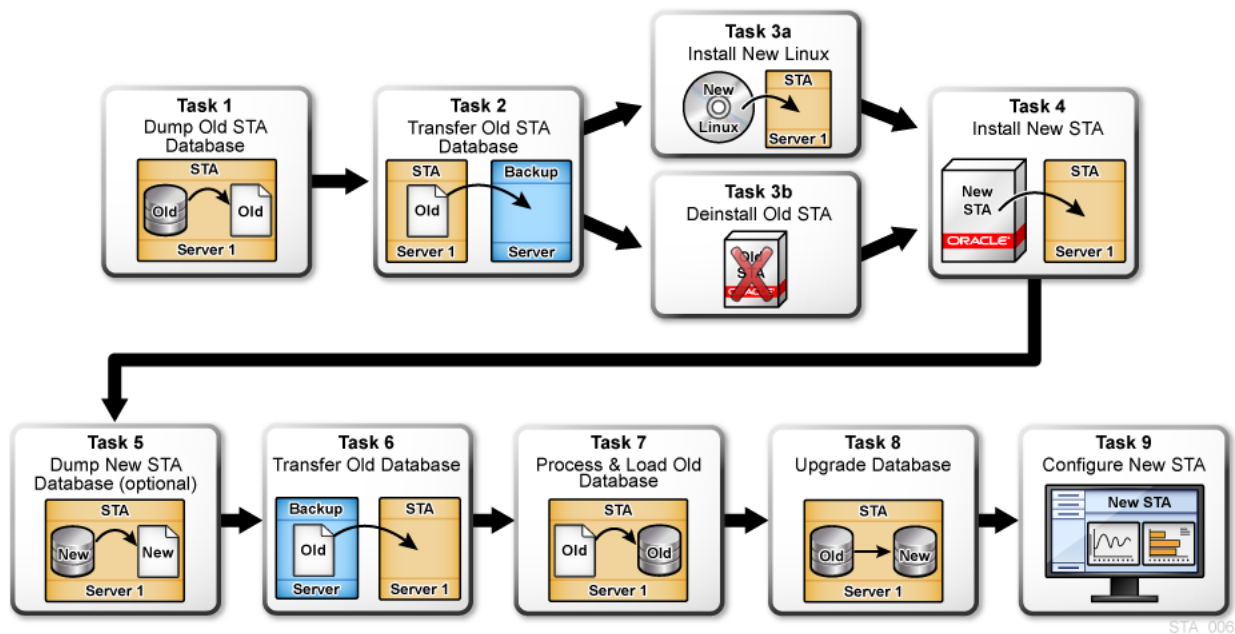 Task 1
Dump Old STA
Database
STA
Old
Old
Server 1
Task 2
Transfer Old STA
Database
STA
Old
Server 1
Backup
Server
Task 3a
Install New Linux
New
Linux
STA
Server 1
Task 3b
Deinstall Old STA
Old
STA
ORACLE
Task 4
Install New STA
New
STA
ORACLE
STA
Server 1
Task 5
Dump New STA
Database (optional)
STA
New
New
Server 1
Task 6
Transfer Old Database
Backup
Old
Server
STA
Server 1
Task 7
Process & Load Old
Database
STA
Old
Old
Server 1
Task 8
Upgrade Database
STA
Old
New
Server 1
Task 9
Configure New STA
New STA
STA_006